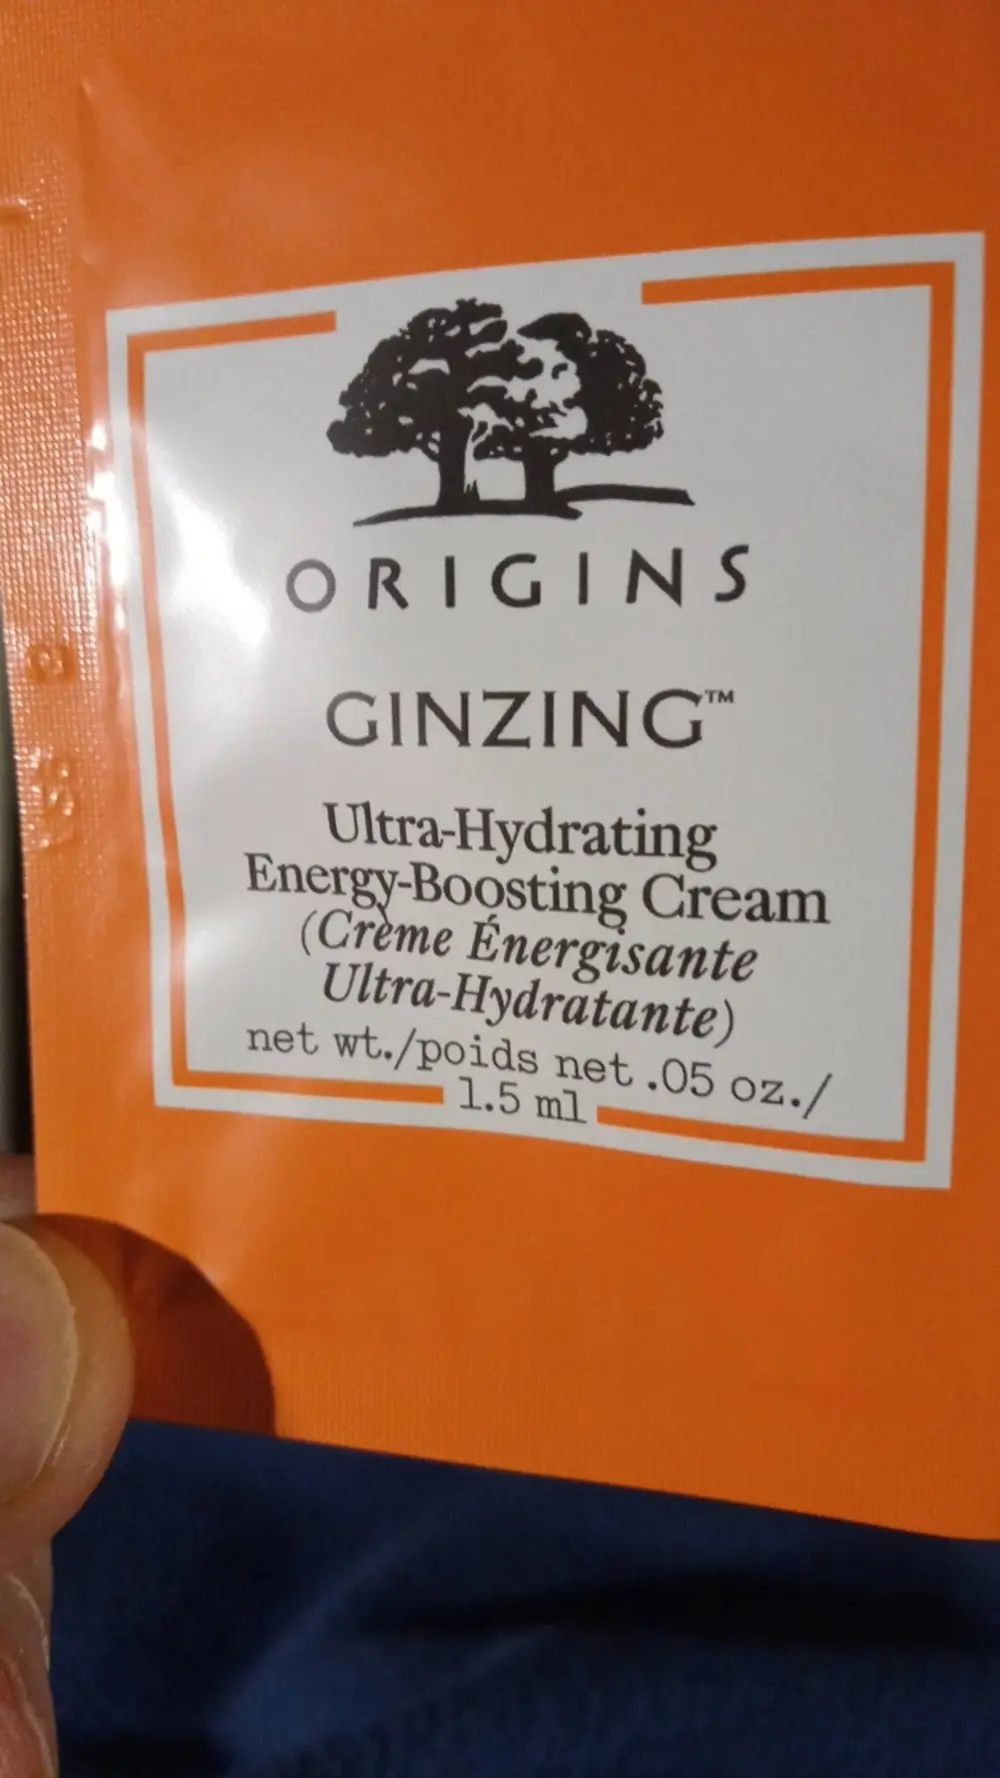 ORIGINS
GINZING™
Ultra-Hydrating
Energy-Boosting Cream
(Crème Énergisante
Ultra-Hydratante)
net wt./poids net .05 oz./
1.5 ml